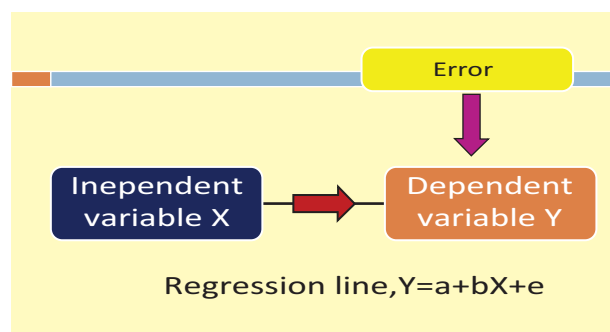 Error
Inependent
variable X
Dependent
variable Y
Regression line,Y=a+bX+e